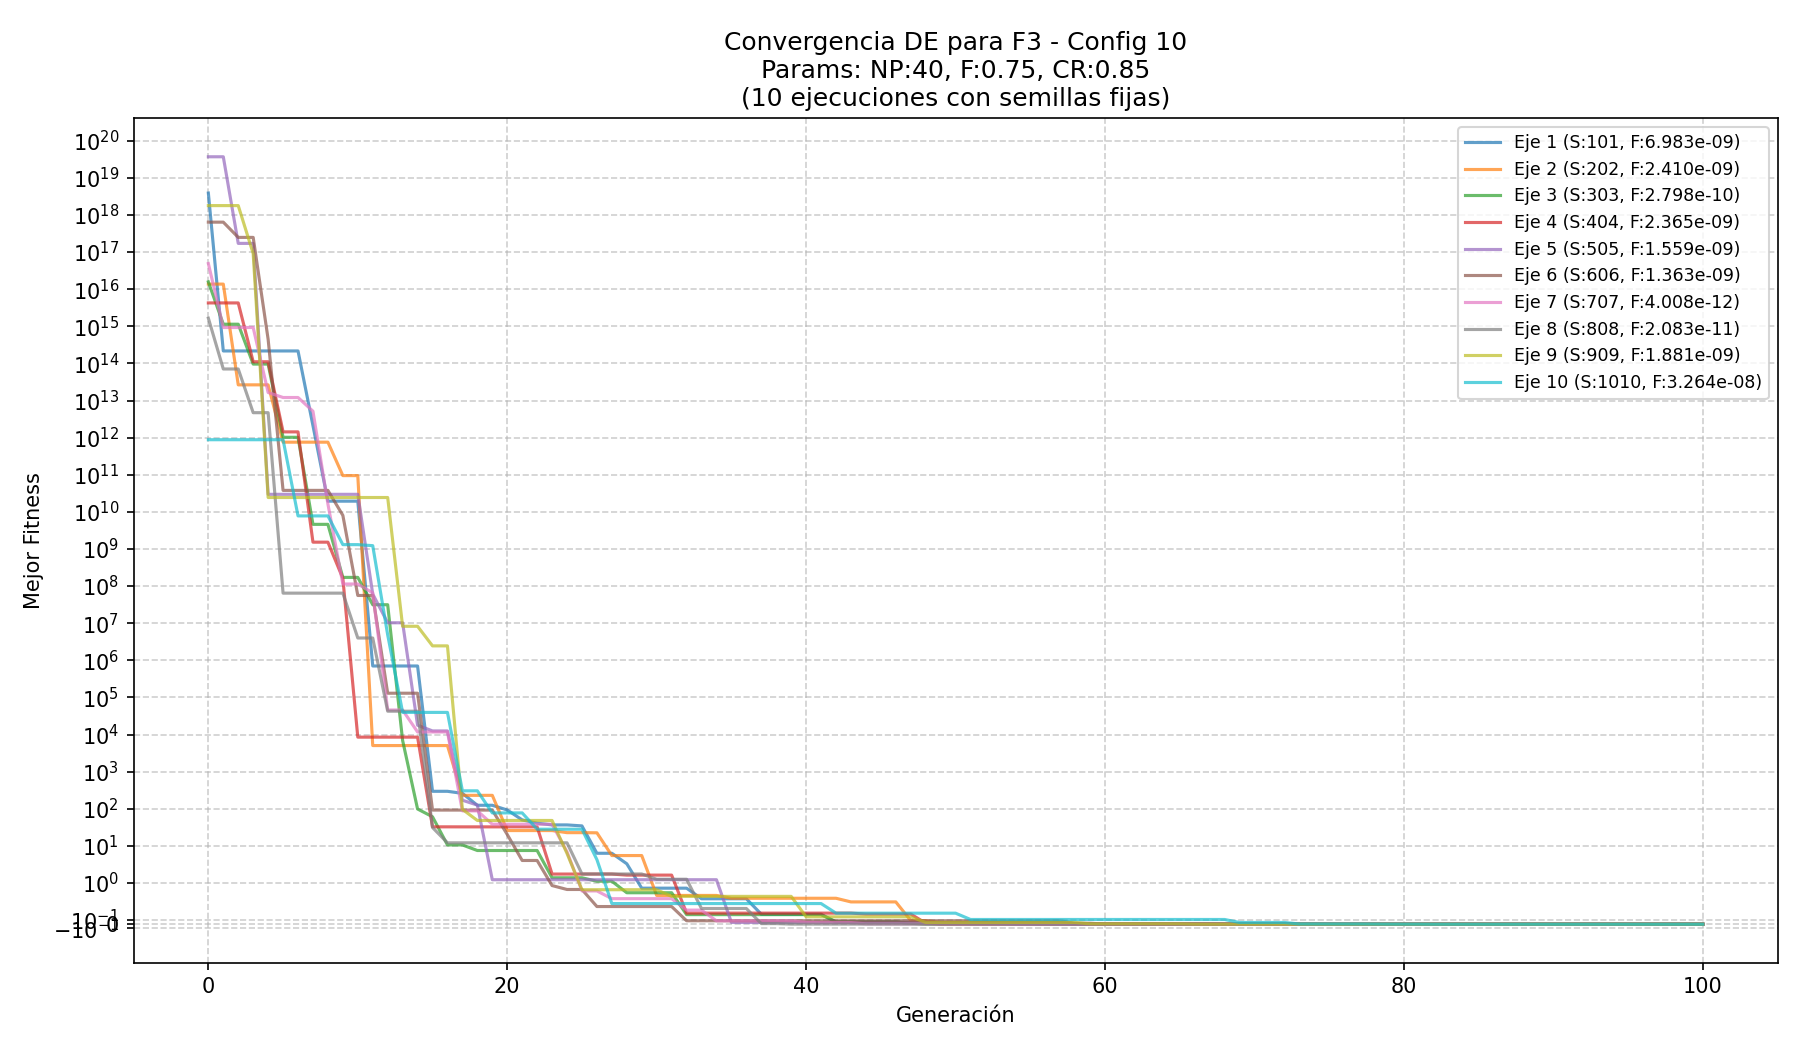 Convergencia DE para F3 - Config 10
Params: NP:40, F:0.75, CR:0.85
(10 ejecuciones con semillas fijas)
Mejor Fitness
10^20
10^19
10^18
10^17
10^16
10^15
10^14
10^13
10^12
10^11
10^10
10^9
10^8
10^7
10^6
10^5
10^4
10^3
10^2
10^1
10^0
10^-1
0
-10^-1
Eje 1 (S:101, F:6.983e-09)
Eje 2 (S:202, F:2.410e-09)
Eje 3 (S:303, F:2.798e-10)
Eje 4 (S:404, F:2.365e-09)
Eje 5 (S:505, F:1.559e-09)
Eje 6 (S:606, F:1.363e-09)
Eje 7 (S:707, F:4.008e-12)
Eje 8 (S:808, F:2.083e-11)
Eje 9 (S:909, F:1.881e-09)
Eje 10 (S:1010, F:3.264e-08)
0 20 40 60 80 100
Generación